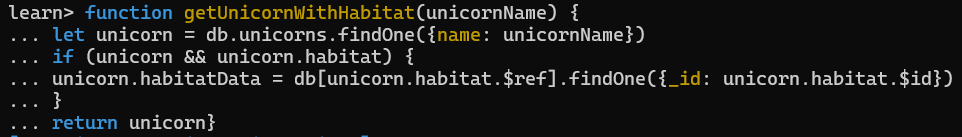 learn> function getUnicornWithHabitat(unicornName) {
... let unicorn = db.unicorns.findOne({name: unicornName})
... if (unicorn && unicorn.habitat) {
... unicorn.habitatData = db[unicorn.habitat.$ref].findOne({_id: unicorn.habitat.$id})
... }
... return unicorn}